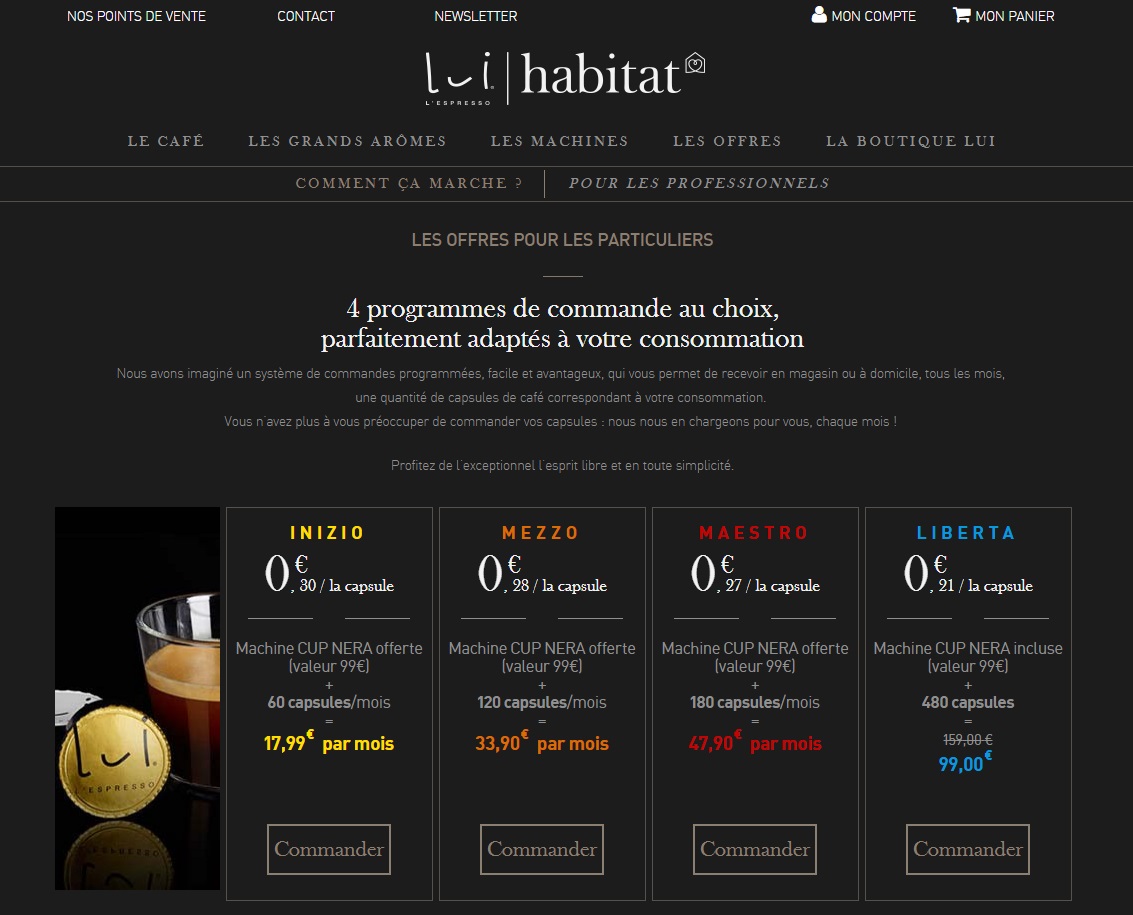 NOS POINTS DE VENTE CONTACT NEWSLETTER MON COMPTE MON PANIER
lui. habitat
L'ESPRESSO
LE CAFÉ LES GRANDS ARÔMES LES MACHINES LES OFFRES LA BOUTIQUE LUI
COMMENT ÇA MARCHE ? POUR LES PROFESSIONNELS
LES OFFRES POUR LES PARTICULIERS
4 programmes de commande au choix,
parfaitement adaptés à votre consommation
Nous avons imaginé un système de commandes programmées, facile et avantageux, qui vous permet de recevoir en magasin ou à domicile, tous les mois,
une quantité de capsules de café correspondant à votre consommation.
Vous n'avez plus à vous préoccuper de commander vos capsules : nous nous en chargeons pour vous, chaque mois !
Profitez de l'exceptionnel l'esprit libre et en toute simplicité.
lui.
L'ESPRESSO
INIZIO
0€, 30 / la capsule
Machine CUP NERA offerte
(valeur 99€)
+
60 capsules/mois
=
17,99€ par mois
Commander
MEZZO
0€, 28 / la capsule
Machine CUP NERA offerte
(valeur 99€)
+
120 capsules/mois
=
33,90€ par mois
Commander
MAESTRO
0€, 27 / la capsule
Machine CUP NERA offerte
(valeur 99€)
+
180 capsules/mois
=
47,90€ par mois
Commander
LIBERTA
0€, 21 / la capsule
Machine CUP NERA incluse
(valeur 99€)
+
480 capsules
=
159,00 €
99,00€
Commander